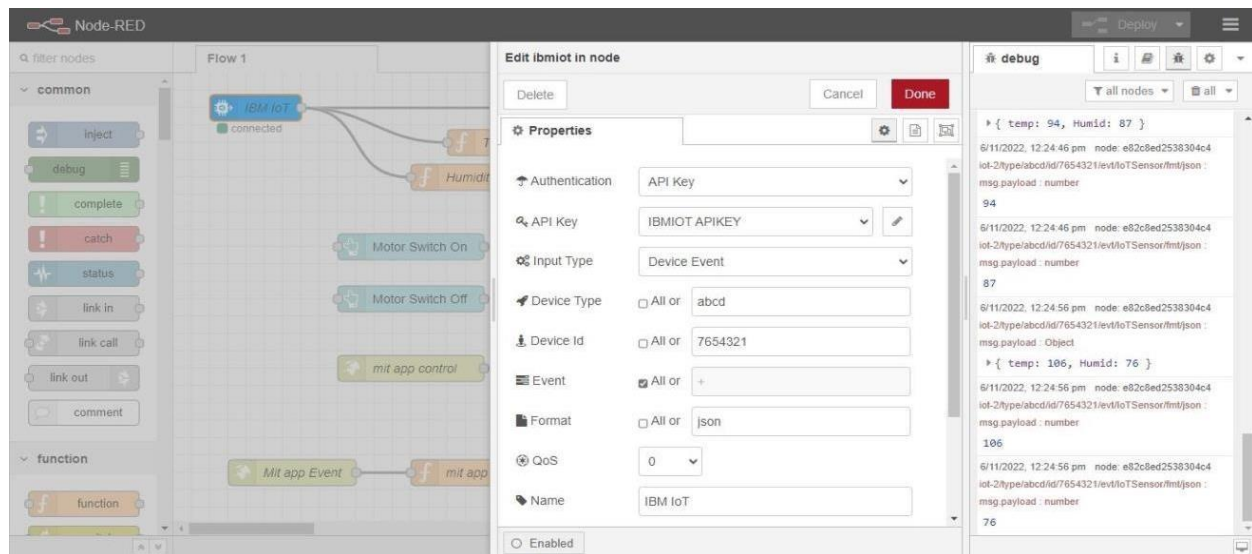 Node-RED
Deploy
filter nodes
common
inject
debug
complete
catch
status
link in
link call
link out
comment
function
function
Flow 1
IBM IoT
connected
T
Humidit
Motor Switch On
Motor Switch Off
mit app control
Mit app Event
mit app
Edit ibmiot in node
Delete
Cancel
Done
Properties
Authentication
API Key
API Key
IBMIOT APIKEY
Input Type
Device Event
Device Type
All or
abcd
Device Id
All or
7654321
Event
All or
+
Format
All or
json
QoS
0
Name
IBM IoT
Enabled
debug
i
all nodes
all
{ temp: 94, Humid: 87 }
6/11/2022, 12:24:46 pm node: e82c8ed2538304c4
iot-2/type/abcd/id/7654321/evt/IoTSensor/fmt/json :
msg.payload : number
94
6/11/2022, 12:24:46 pm node: e82c8ed2538304c4
iot-2/type/abcd/id/7654321/evt/IoTSensor/fmt/json :
msg.payload : number
87
6/11/2022, 12:24:56 pm node: e82c8ed2538304c4
iot-2/type/abcd/id/7654321/evt/IoTSensor/fmt/json :
msg.payload : Object
{ temp: 106, Humid: 76 }
6/11/2022, 12:24:56 pm node: e82c8ed2538304c4
iot-2/type/abcd/id/7654321/evt/IoTSensor/fmt/json :
msg.payload : number
106
6/11/2022, 12:24:56 pm node: e82c8ed2538304c4
iot-2/type/abcd/id/7654321/evt/IoTSensor/fmt/json :
msg.payload : number
76